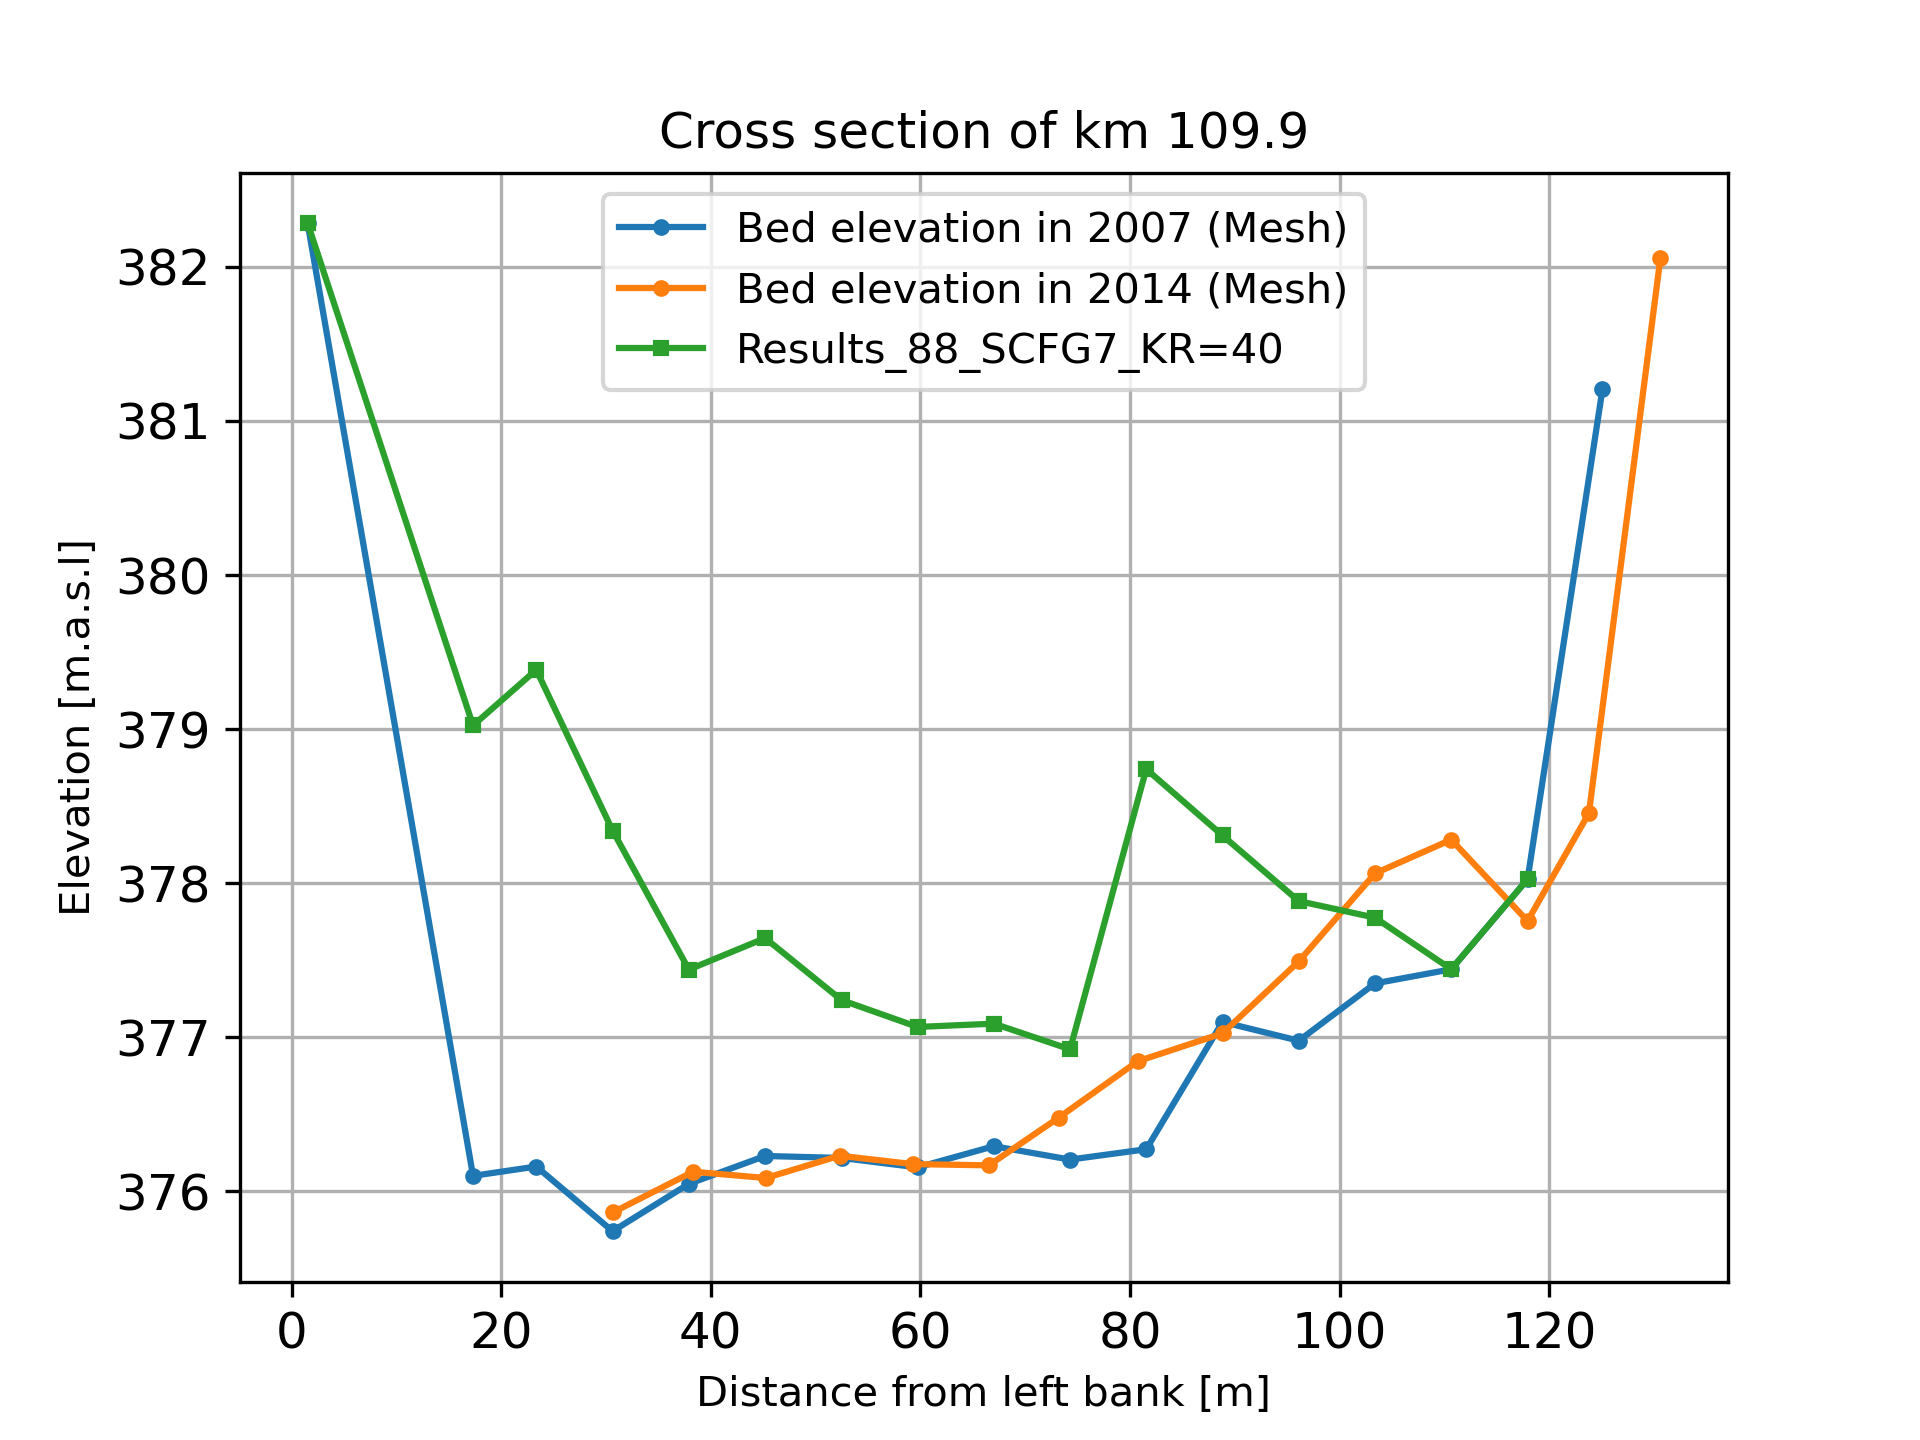 Cross section of km 109.9
Bed elevation in 2007 (Mesh)
Bed elevation in 2014 (Mesh)
Results_88_SCFG7_KR=40
382
381
380
379
378
377
376
Elevation [m.a.s.l]
0 20 40 60 80 100 120
Distance from left bank [m]